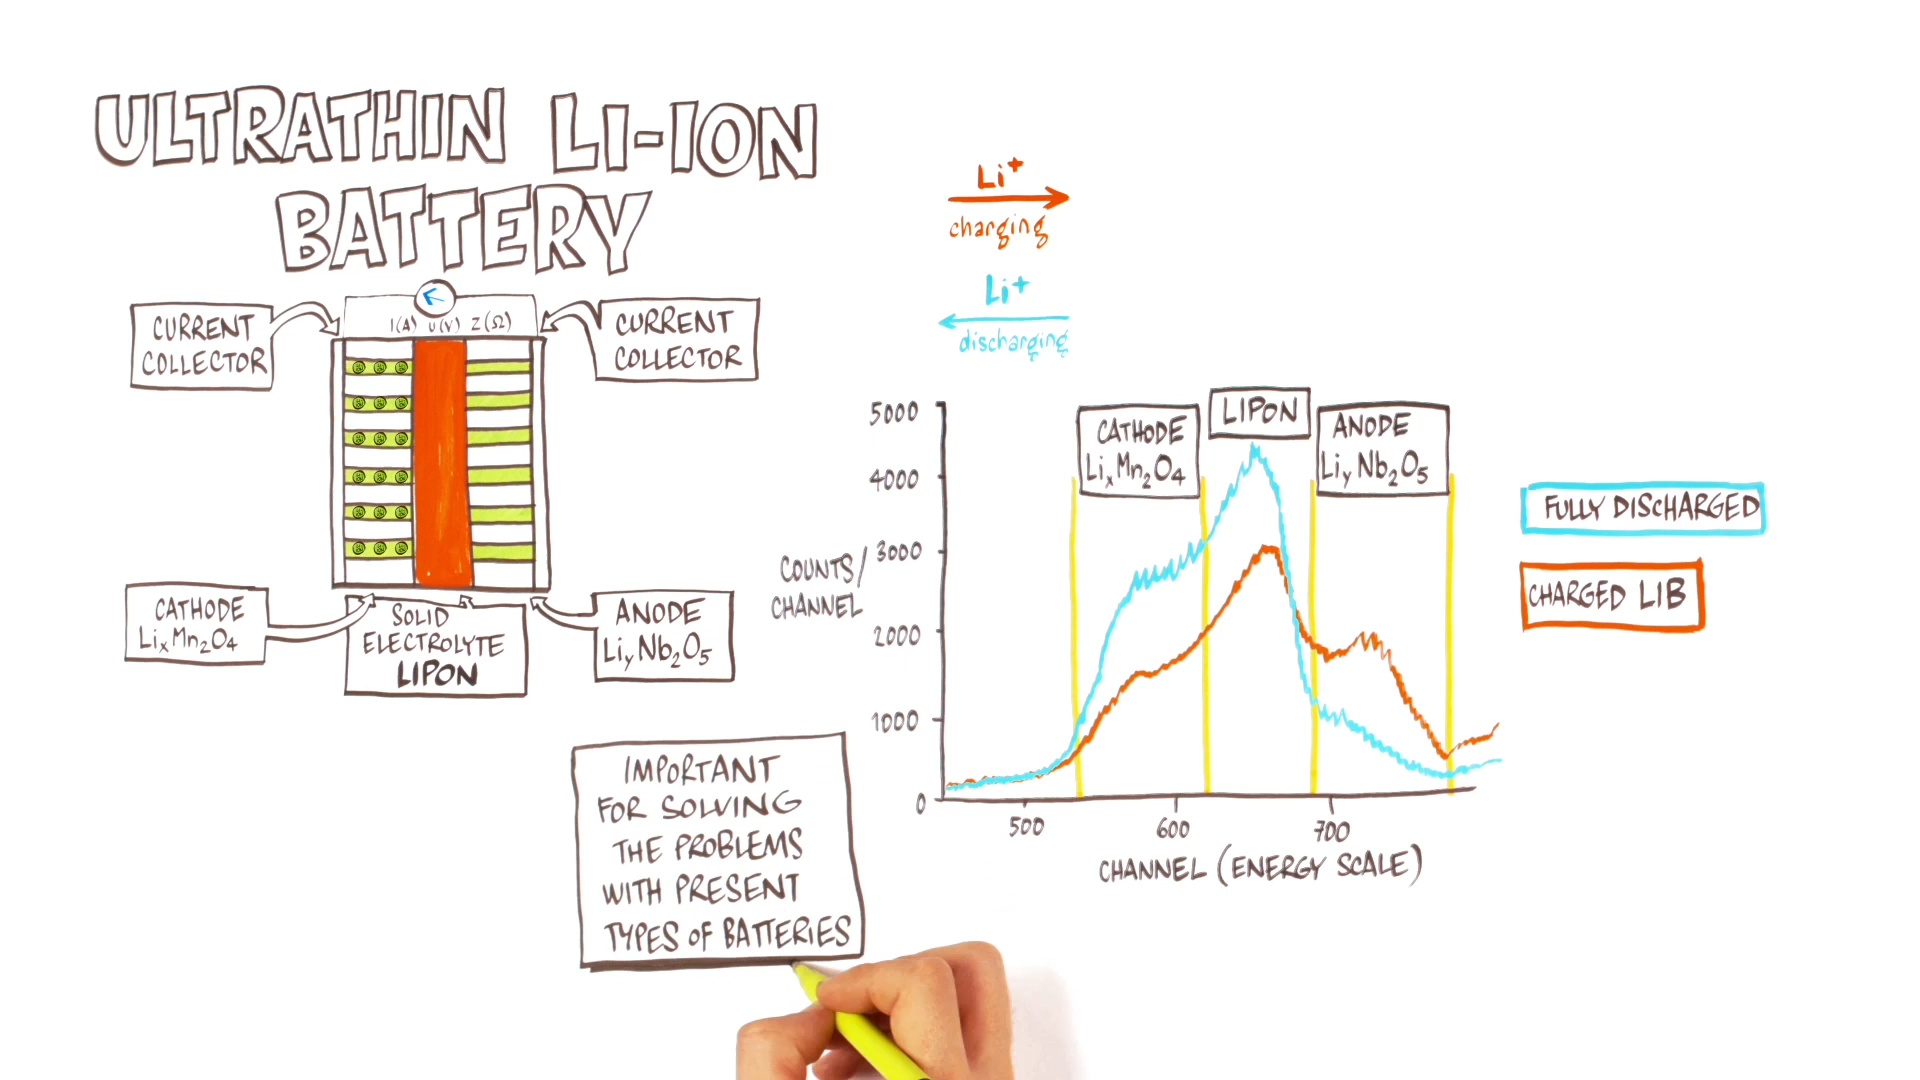 ULTRATHIN LI-ION
BATTERY
CURRENT
COLLECTOR
I(A) U(V) Z(Ω)
CURRENT
COLLECTOR
CATHODE
LiₓMn₂O₄
SOLID
ELECTROLYTE
LIPON
ANODE
LiyNb₂O₅
Li⁺
charging
Li⁺
discharging
5000
4000
3000
2000
1000
0
COUNTS/
CHANNEL
CATHODE
LiₓMn₂O₄
LIPON
ANODE
LiyNb₂O₅
500
600
700
CHANNEL (ENERGY SCALE)
FULLY DISCHARGED
CHARGED LIB
IMPORTANT
FOR SOLVING
THE PROBLEMS
WITH PRESENT
TYPES OF BATTERIES